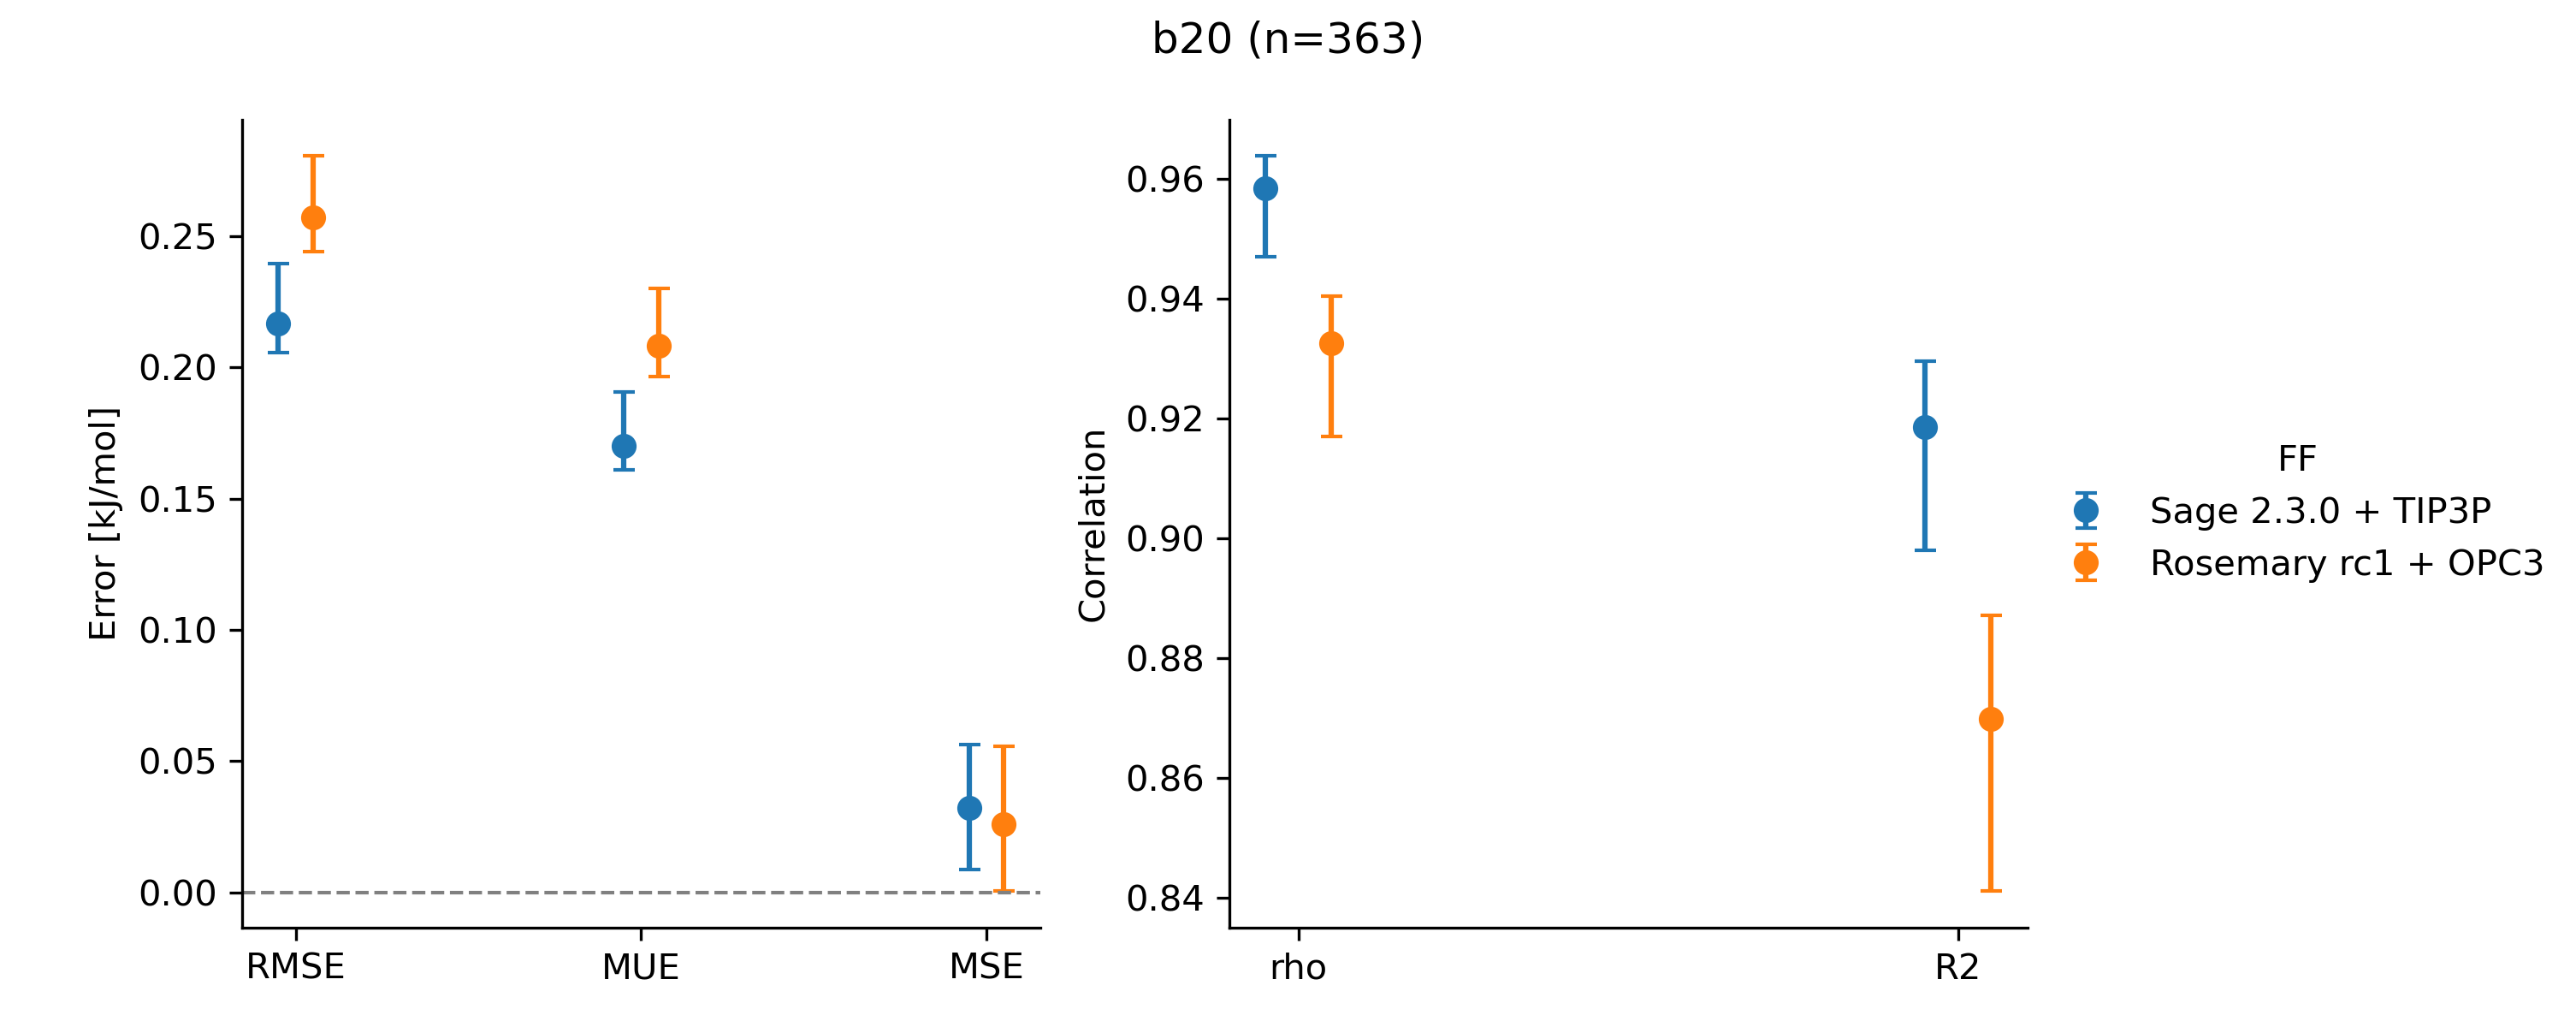 b20 (n=363)
Error [kJ/mol]
0.25
0.20
0.15
0.10
0.05
0.00
RMSE
MUE
MSE
Correlation
0.96
0.94
0.92
0.90
0.88
0.86
0.84
rho
R2
FF
Sage 2.3.0 + TIP3P
Rosemary rc1 + OPC3